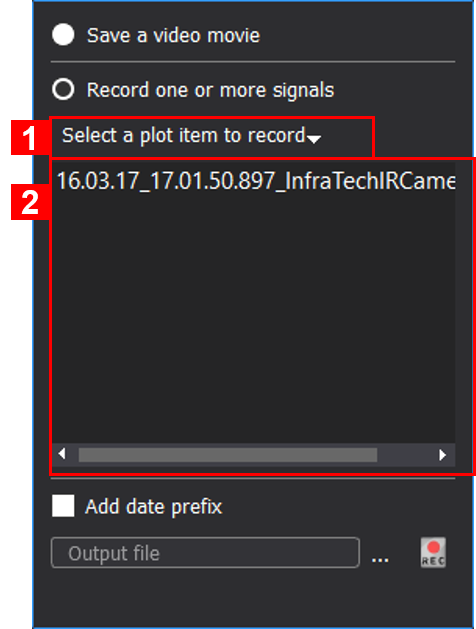 Save a video movie
Record one or more signals
1
Select a plot item to record
2
16.03.17_17.01.50.897_InfraTechIRCame
Add date prefix
Output file
...
REC